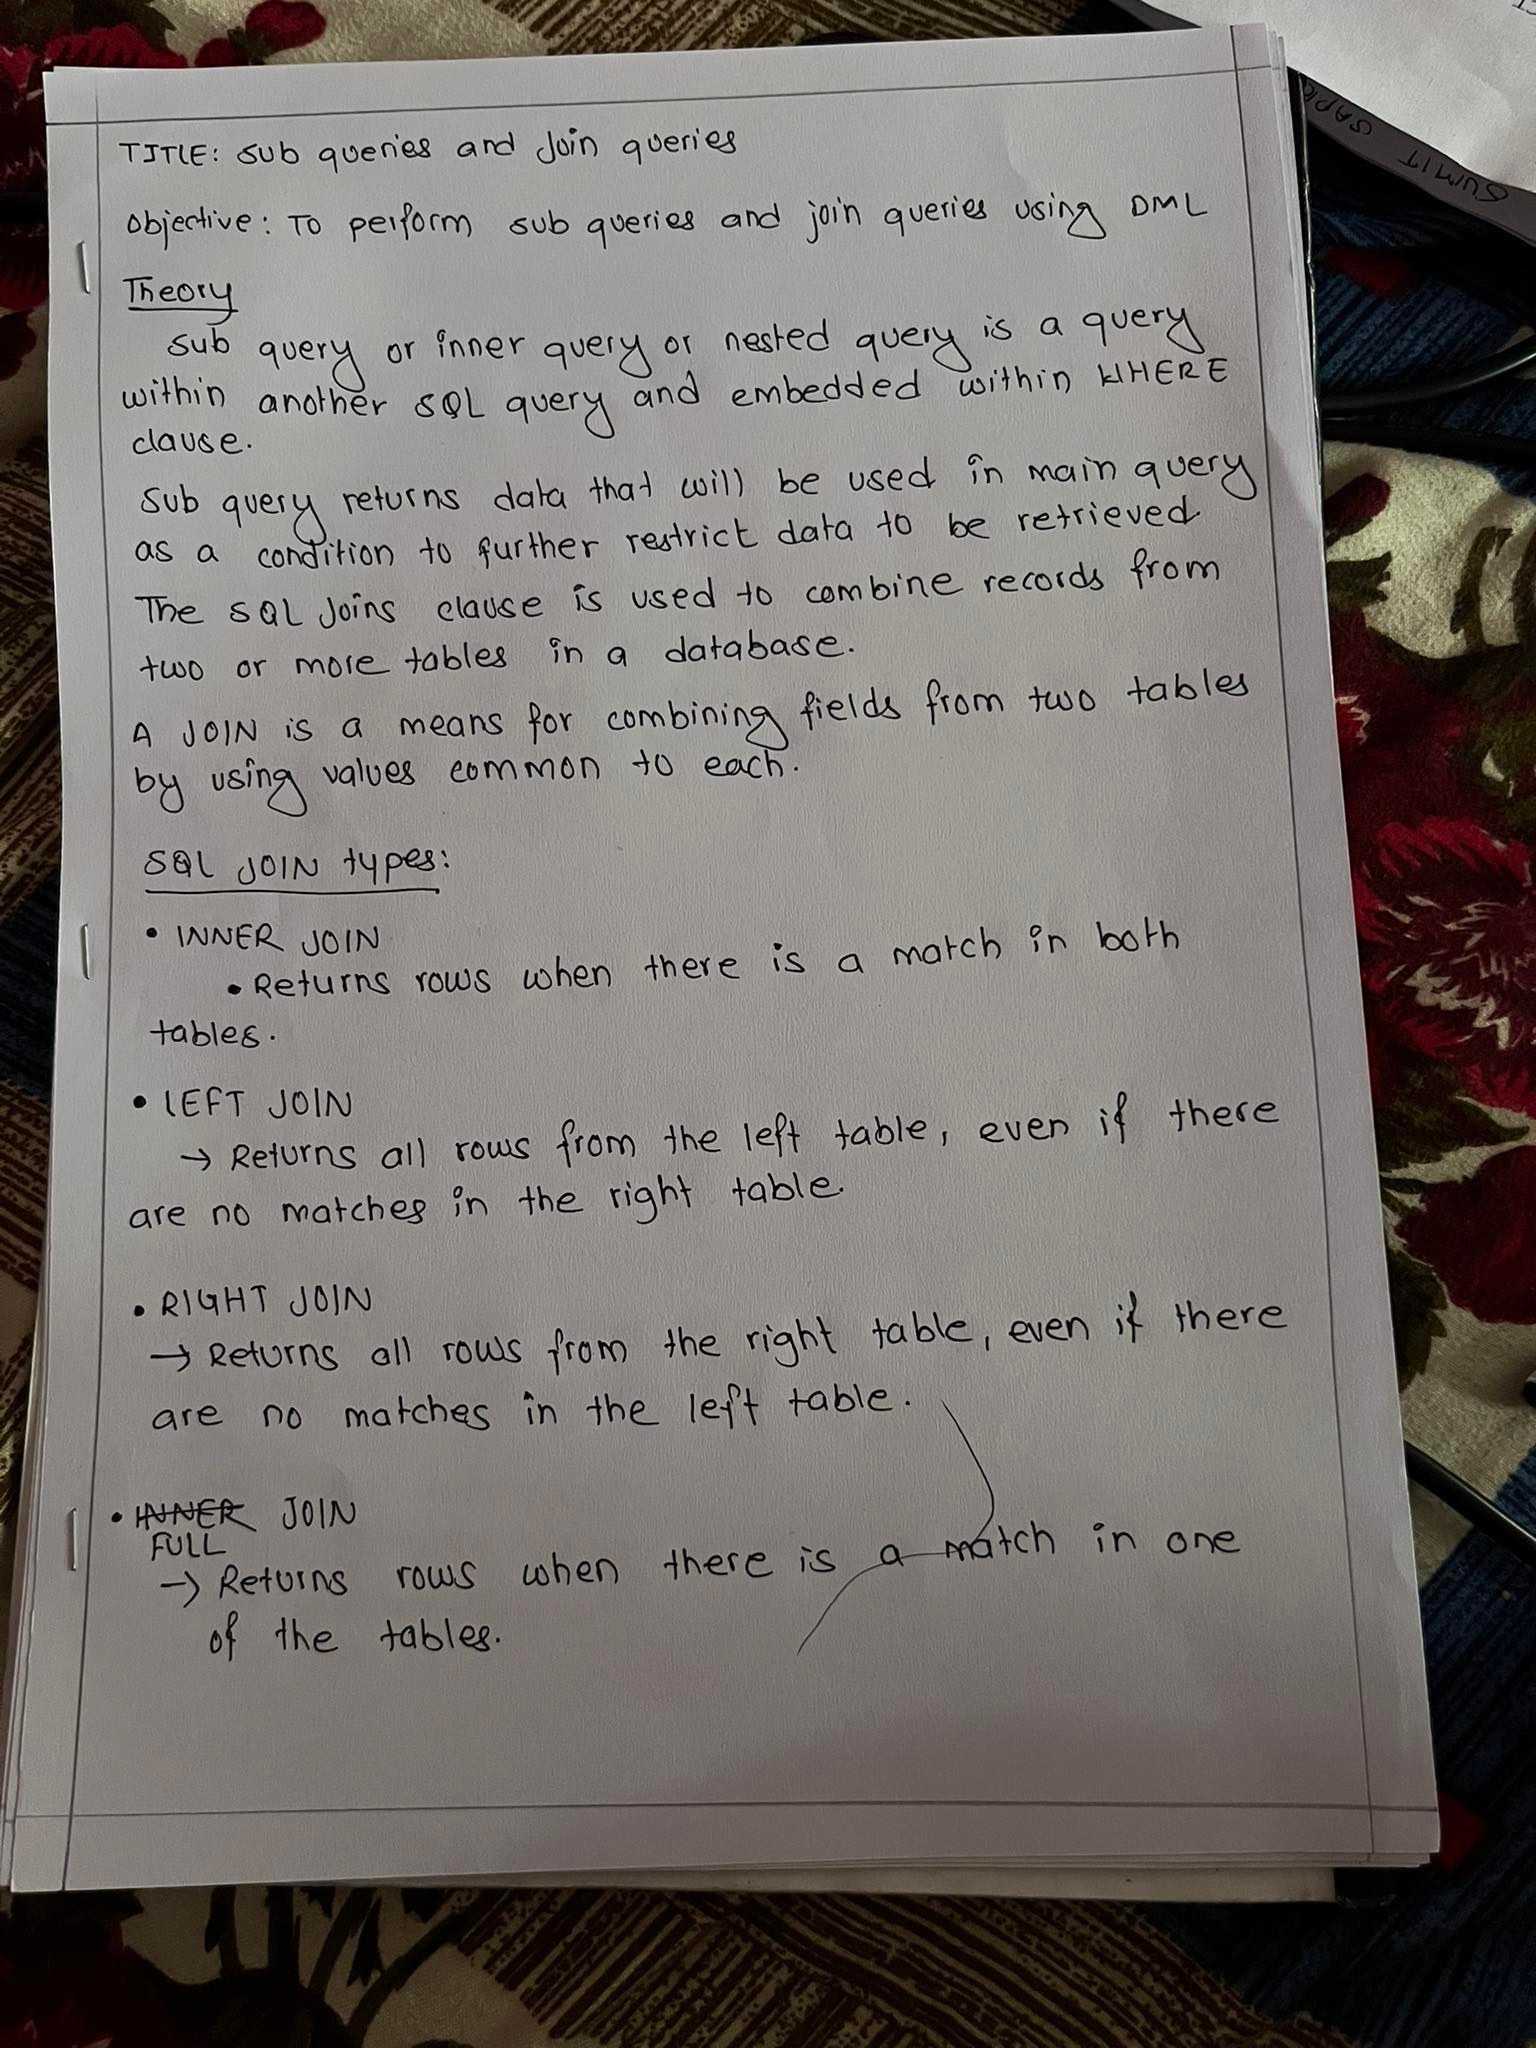 TITLE: Sub queries and Join queries
Objective: To perform sub queries and join queries using DML
Theory
Sub query or inner query or nested query is a query
within another SQL query and embedded within WHERE
clause.
Sub query returns data that will be used in main query
as a condition to further restrict data to be retrieved.
The SQL Joins clause is used to combine records from
two or more tables in a database.
A JOIN is a means for combining fields from two tables
by using values common to each.
SQL JOIN types:
• INNER JOIN
• Returns rows when there is a match in both
tables.
• LEFT JOIN
→ Returns all rows from the left table, even if there
are no matches in the right table.
• RIGHT JOIN
→ Returns all rows from the right table, even if there
are no matches in the left table.
• INNER JOIN
FULL
→ Returns rows when there is a match in one
of the tables.
SUMIT